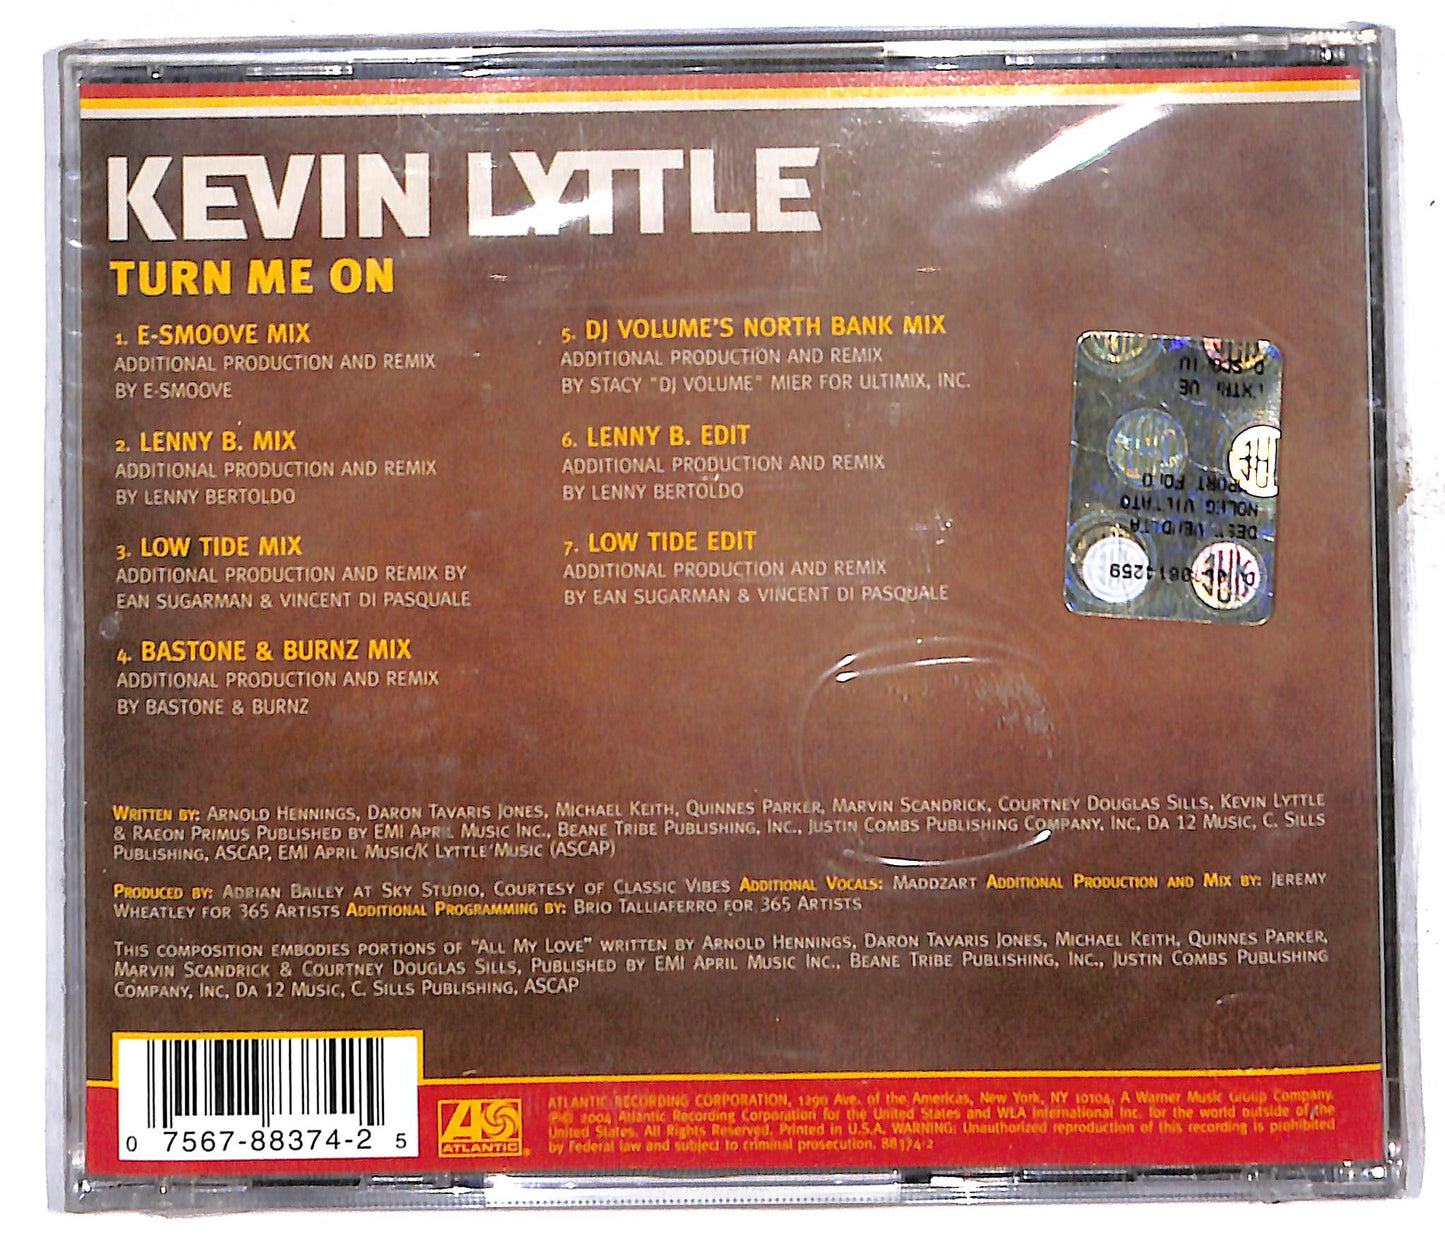 KEVIN LYTTLE
TURN ME ON
1. E-SMOOVE MIX
ADDITIONAL PRODUCTION AND REMIX
BY E-SMOOVE
2. LENNY B. MIX
ADDITIONAL PRODUCTION AND REMIX
BY LENNY BERTOLDO
3. LOW TIDE MIX
ADDITIONAL PRODUCTION AND REMIX BY
EAN SUGARMAN & VINCENT DI PASQUALE
4. BASTONE & BURNZ MIX
ADDITIONAL PRODUCTION AND REMIX
BY BASTONE & BURNZ
5. DJ VOLUME'S NORTH BANK MIX
ADDITIONAL PRODUCTION AND REMIX
BY STACY "DJ VOLUME" MIER FOR ULTIMIX, INC.
6. LENNY B. EDIT
ADDITIONAL PRODUCTION AND REMIX
BY LENNY BERTOLDO
7. LOW TIDE EDIT
ADDITIONAL PRODUCTION AND REMIX
BY EAN SUGARMAN & VINCENT DI PASQUALE
DEST. VENDITA
0614259
WRITTEN BY: ARNOLD HENNINGS, DARON TAVARIS JONES, MICHAEL KEITH, QUINNES PARKER, MARVIN SCANDRICK, COURTNEY DOUGLAS SILLS, KEVIN LYTTLE
& RAEON PRIMUS PUBLISHED BY EMI APRIL MUSIC INC., BEANE TRIBE PUBLISHING, INC., JUSTIN COMBS PUBLISHING COMPANY, INC, DA 12 MUSIC, C. SILLS
PUBLISHING, ASCAP, EMI APRIL MUSIC/K LYTTLE MUSIC (ASCAP)
PRODUCED BY: ADRIAN BAILEY AT SKY STUDIO, COURTESY OF CLASSIC VIBES ADDITIONAL VOCALS: MADDZART ADDITIONAL PRODUCTION AND MIX BY: JEREMY
WHEATLEY FOR 365 ARTISTS ADDITIONAL PROGRAMMING BY: BRIO TALLIAFERRO FOR 365 ARTISTS
THIS COMPOSITION EMBODIES PORTIONS OF "ALL MY LOVE" WRITTEN BY ARNOLD HENNINGS, DARON TAVARIS JONES, MICHAEL KEITH, QUINNES PARKER,
MARVIN SCANDRICK & COURTNEY DOUGLAS SILLS, PUBLISHED BY EMI APRIL MUSIC INC., BEANE TRIBE PUBLISHING, INC., JUSTIN COMBS PUBLISHING
COMPANY, INC, DA 12 MUSIC, C. SILLS PUBLISHING, ASCAP
0 7567-88374-2 5
ATLANTIC
ATLANTIC RECORDING CORPORATION, 1290 Ave. of the Americas, New York, NY 10104. A Warner Music Group Company.
℗© 2004 Atlantic Recording Corporation for the United States and WEA International Inc. for the world outside of the
United States. All Rights Reserved. Printed in U.S.A. WARNING: Unauthorized reproduction of this recording is prohibited
by Federal law and subject to criminal prosecution. 88374-2